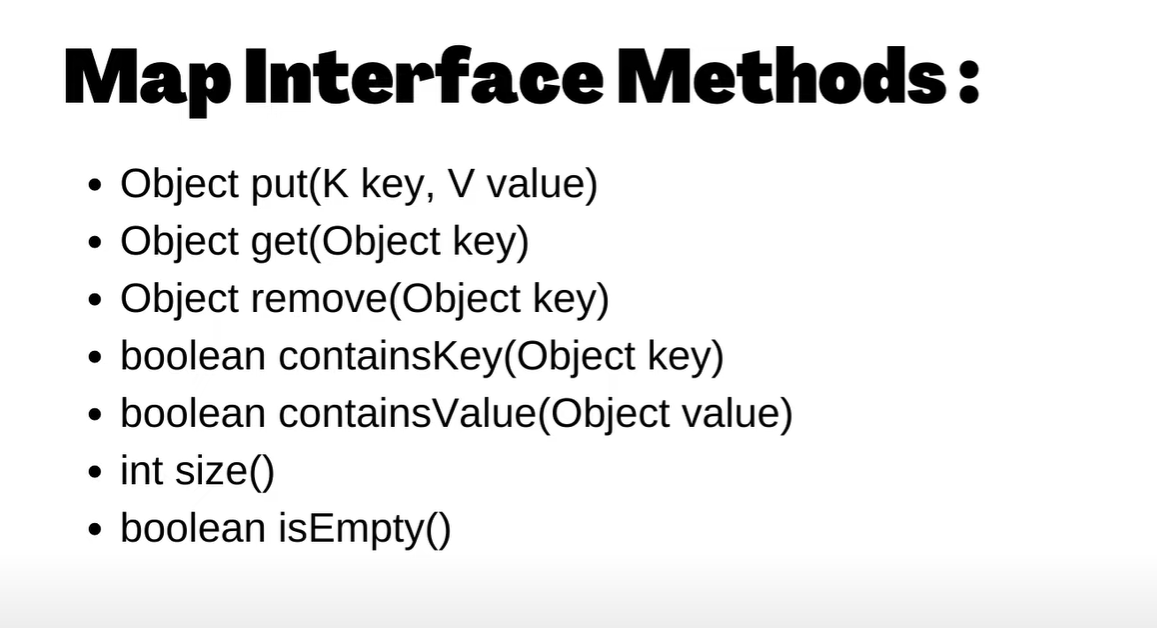 Map Interface Methods :
• Object put(K key, V value)
• Object get(Object key)
• Object remove(Object key)
• boolean containsKey(Object key)
• boolean containsValue(Object value)
• int size()
• boolean isEmpty()